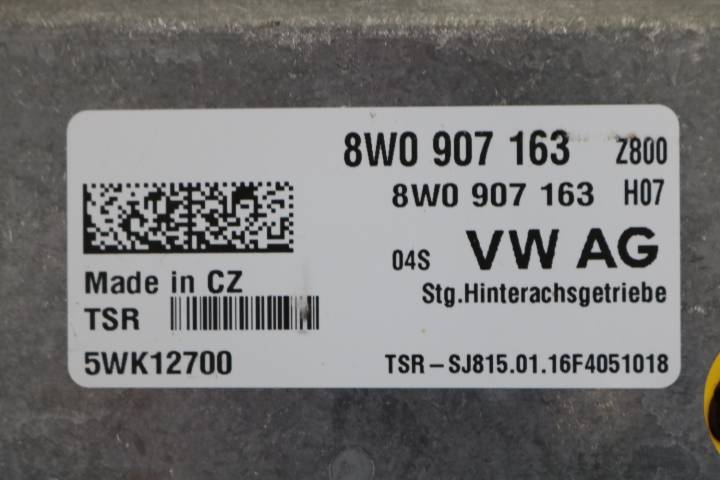 8W0 907 163 Z800
8W0 907 163 H07
04S VW AG
Stg.Hinterachsgetriebe
Made in CZ
TSR
5WK12700
TSR-SJ815.01.16F4051018